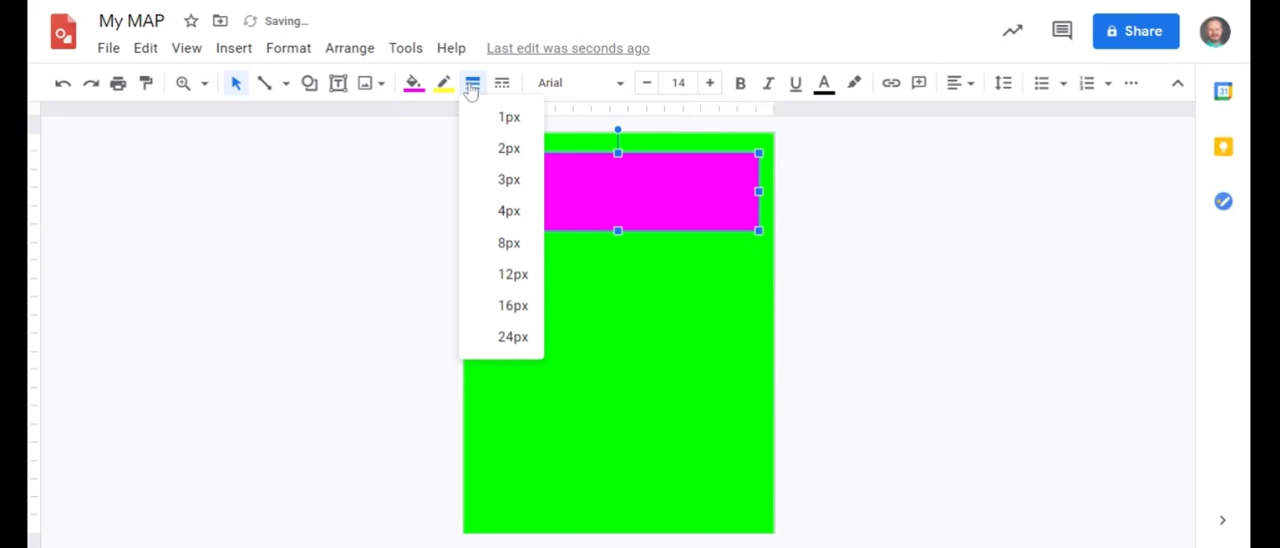 My MAP Saving...
File Edit View Insert Format Arrange Tools Help Last edit was seconds ago
Share
Arial 14 B I U A
1px
2px
3px
4px
8px
12px
16px
24px